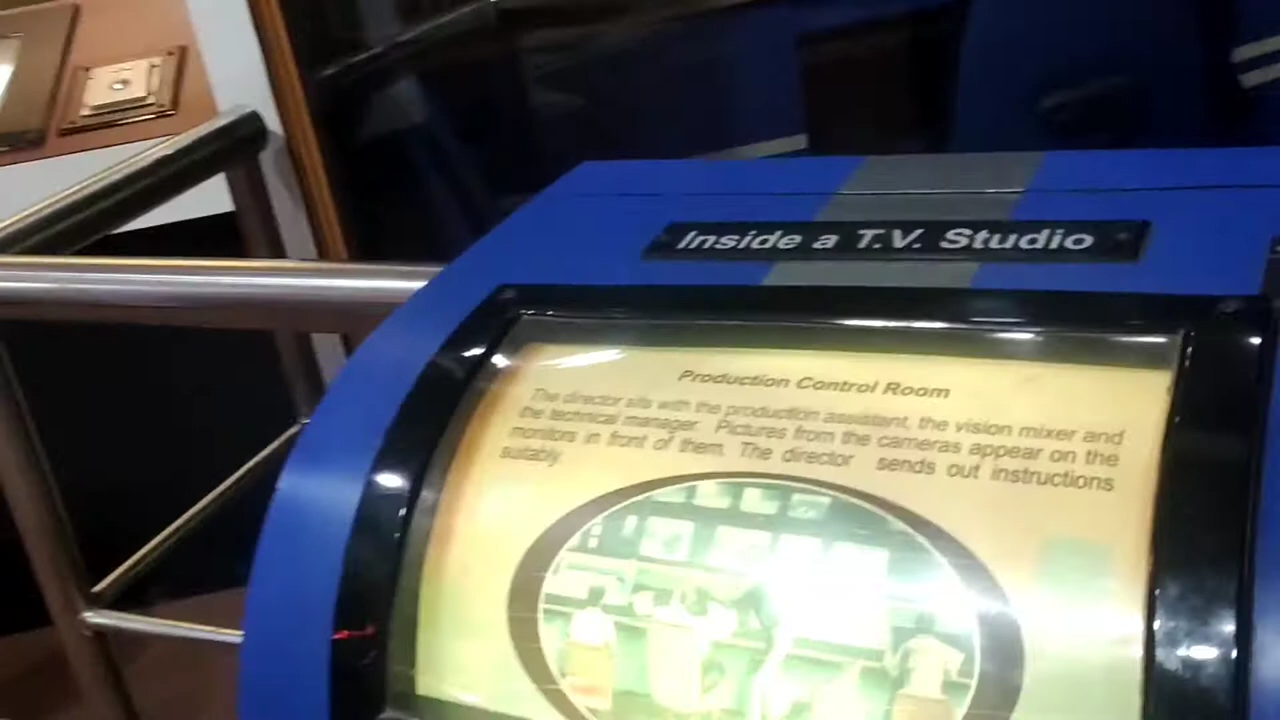 Inside a T.V. Studio
Production Control Room
The director sits with the production assistant, the vision mixer and
the technical manager. Pictures from the cameras appear on the
monitors in front of them. The director sends out instructions
suitably.